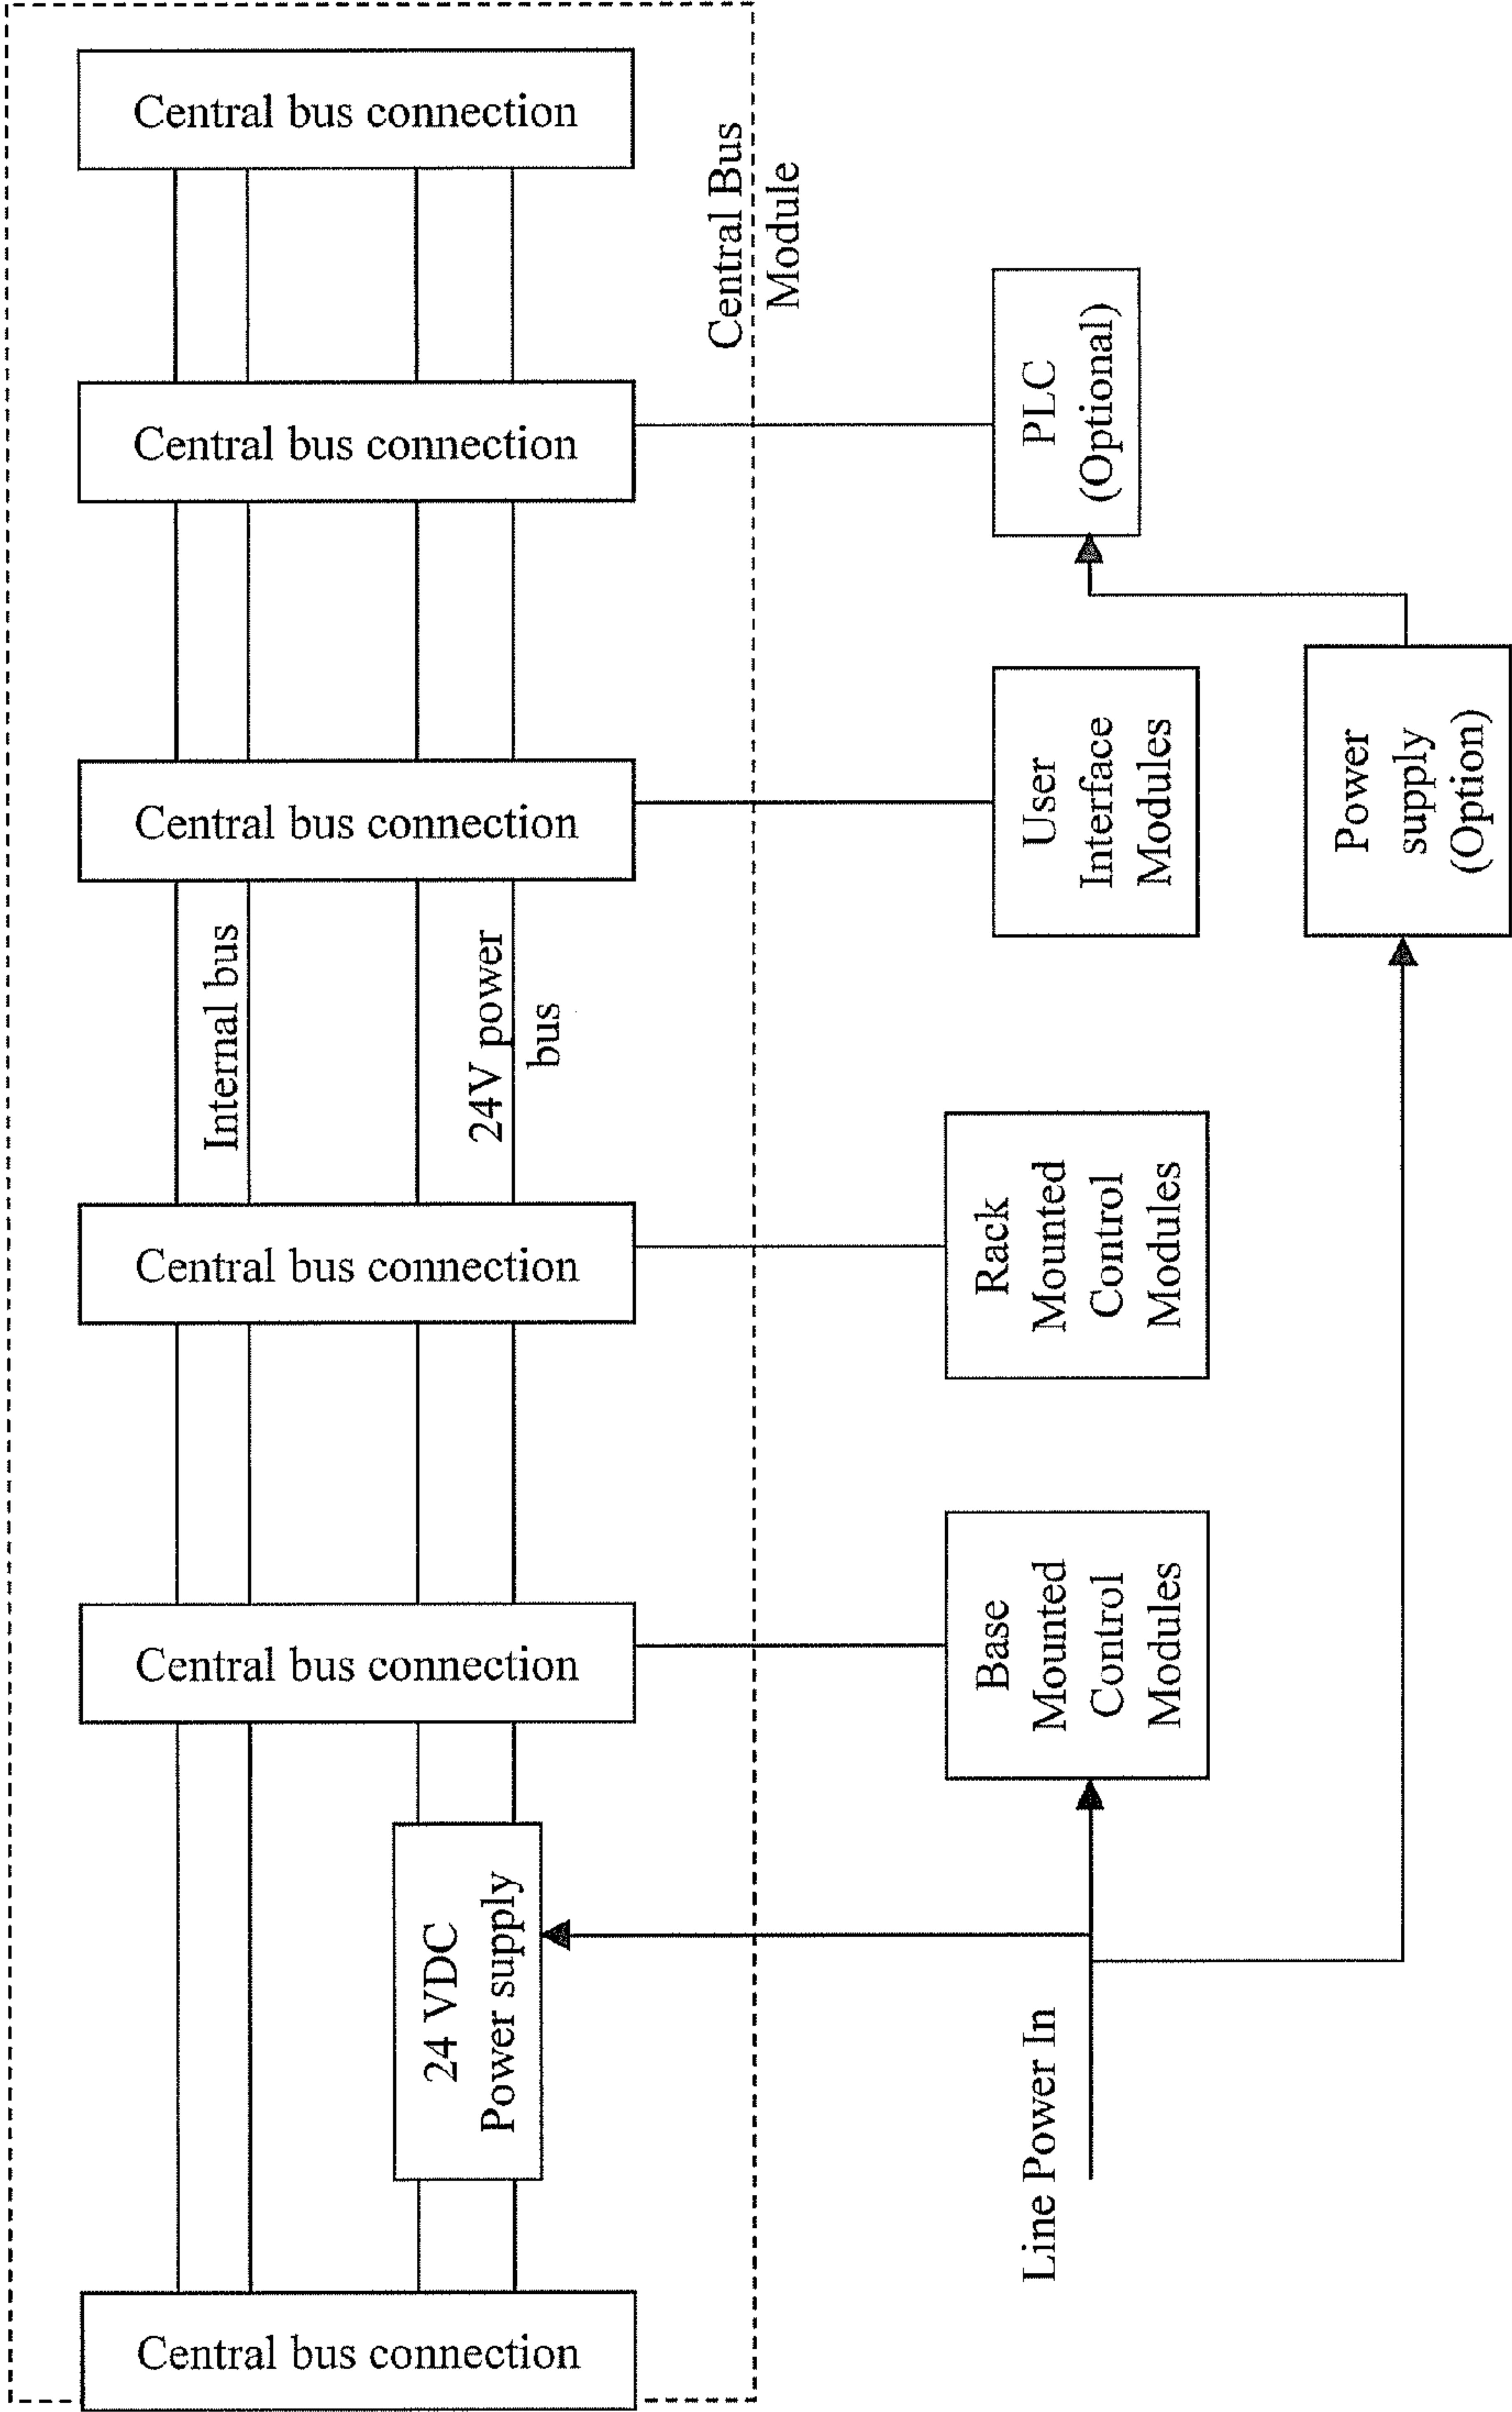 Central bus connection
Central bus connection
Central bus connection
Central bus connection
Central bus connection
Central bus connection
Internal bus
24V power
bus
24 VDC
Power supply
Central Bus
Module
Line Power In
Base
Mounted
Control
Modules
Rack
Mounted
Control
Modules
User
Interface
Modules
PLC
(Optional)
Power
supply
(Option)